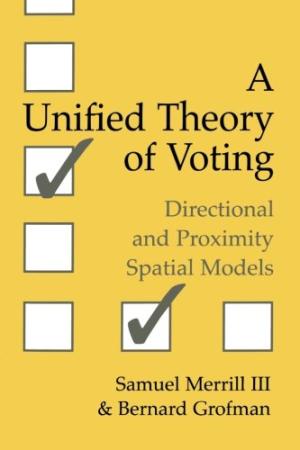 A
Unified Theory
of Voting
Directional
and Proximity
Spatial Models
Samuel Merrill III
& Bernard Grofman